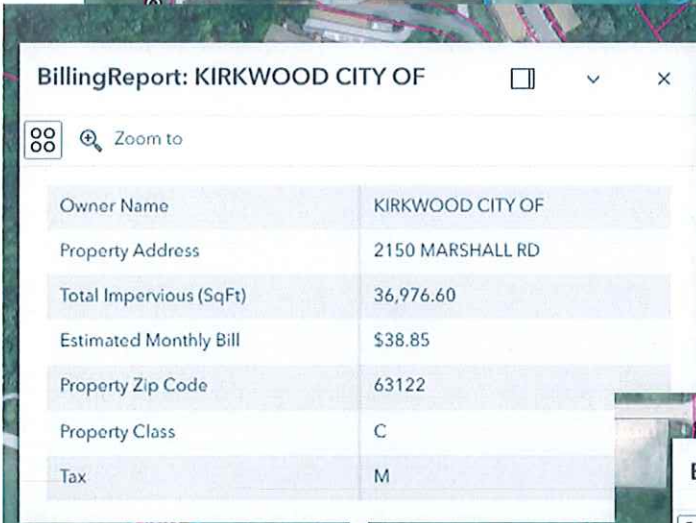 BillingReport: KIRKWOOD CITY OF
Zoom to
Owner Name KIRKWOOD CITY OF
Property Address 2150 MARSHALL RD
Total Impervious (SqFt) 36,976.60
Estimated Monthly Bill $38.85
Property Zip Code 63122
Property Class C
Tax M